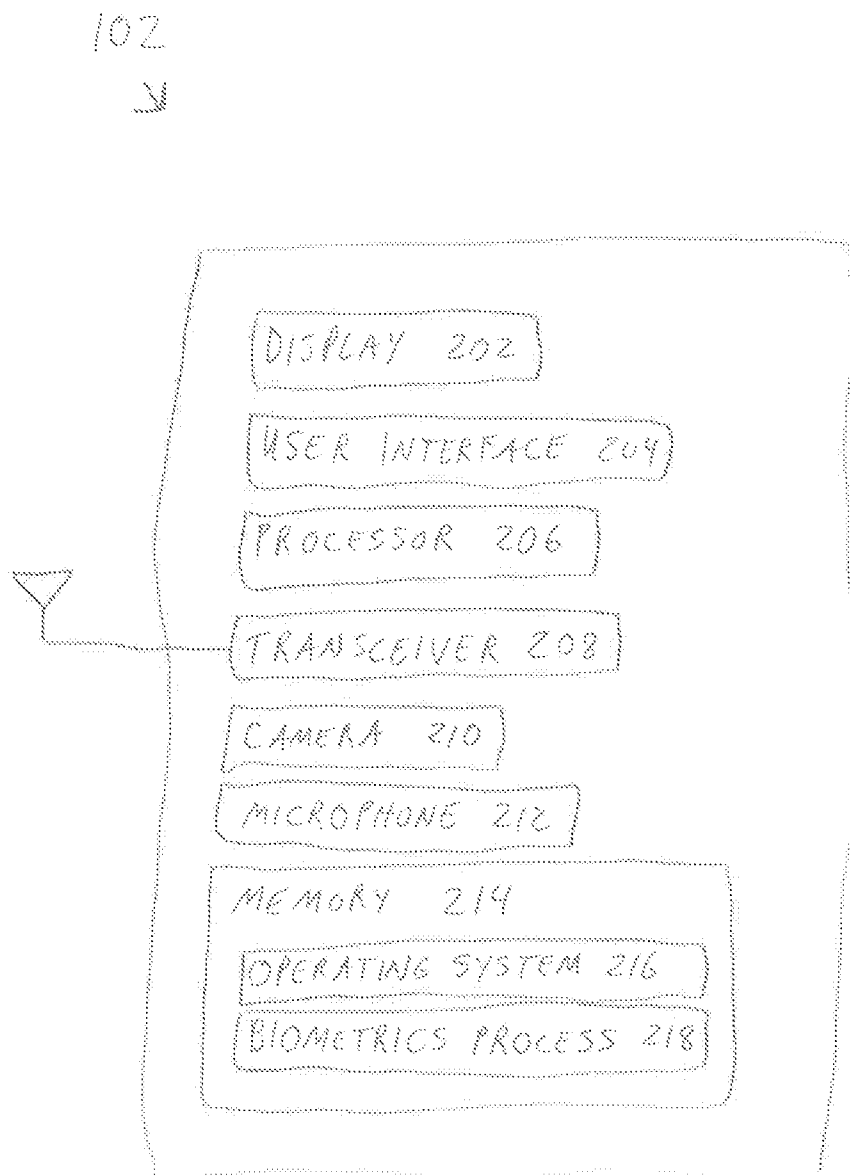 102
DISPLAY 202
USER INTERFACE 204
PROCESSOR 206
TRANSCEIVER 208
CAMERA 210
MICROPHONE 212
MEMORY 214
OPERATING SYSTEM 216
BIOMETRICS PROCESS 218